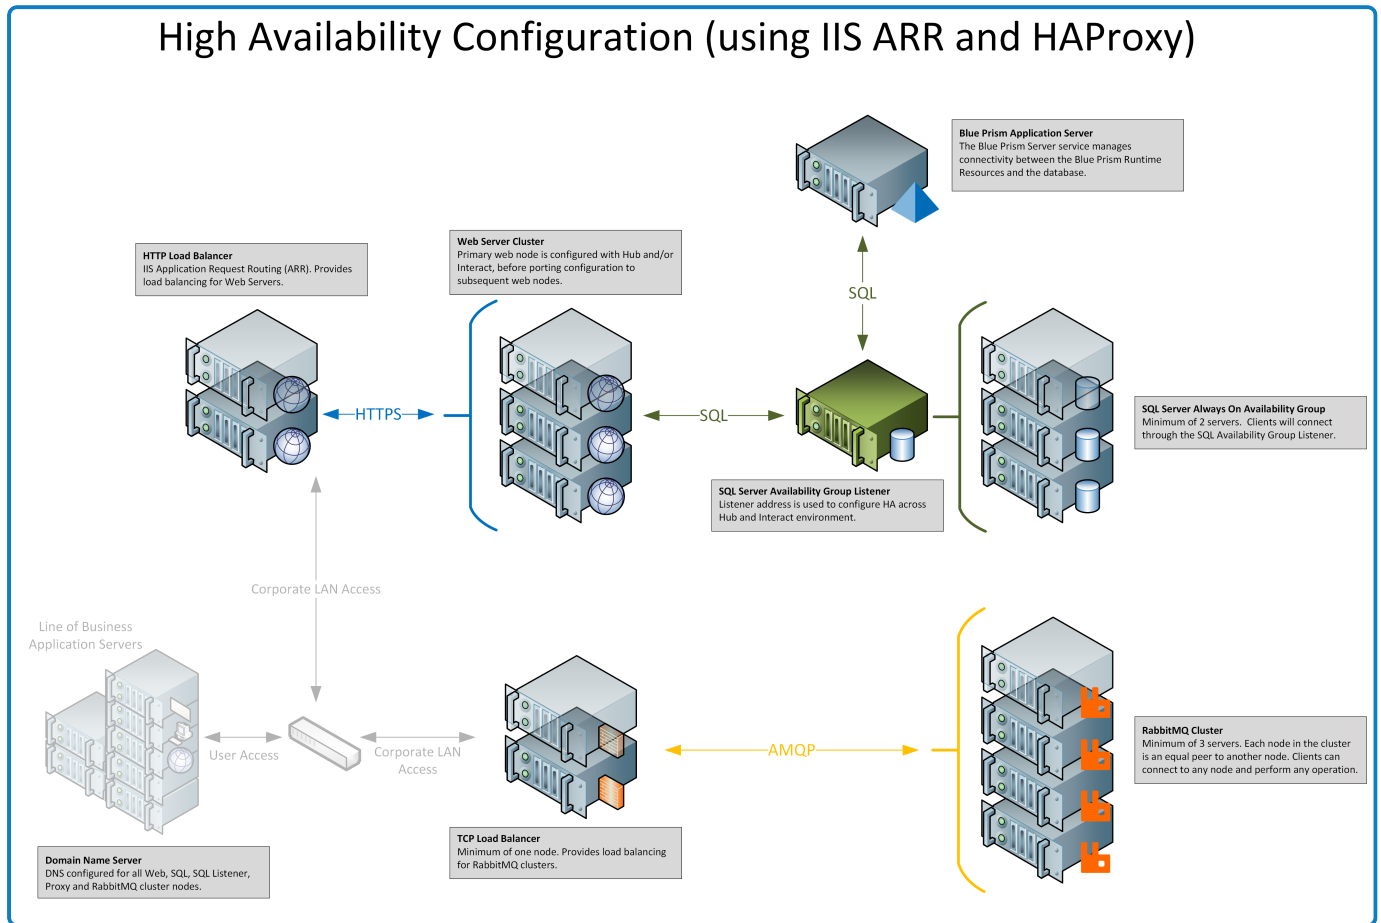 High Availability Configuration (using IIS ARR and HAProxy)
Blue Prism Application Server
The Blue Prism Server service manages
connectivity between the Blue Prism Runtime
Resources and the database.
HTTP Load Balancer
IIS Application Request Routing (ARR). Provides
load balancing for Web Servers.
Web Server Cluster
Primary web node is configured with Hub and/or
Interact, before porting configuration to
subsequent web nodes.
SQL
HTTPS
SQL
SQL Server Always On Availability Group
Minimum of 2 servers.  Clients will connect
through the SQL Availability Group Listener.
SQL Server Availability Group Listener
Listener address is used to configure HA across
Hub and Interact environment.
Corporate LAN Access
Line of Business
Application Servers
User Access
Corporate LAN
Access
AMQP
RabbitMQ Cluster
Minimum of 3 servers. Each node in the cluster
is an equal peer to another node. Clients can
connect to any node and perform any operation.
TCP Load Balancer
Minimum of one node. Provides load balancing
for RabbitMQ clusters.
Domain Name Server
DNS configured for all Web, SQL, SQL Listener,
Proxy and RabbitMQ cluster nodes.